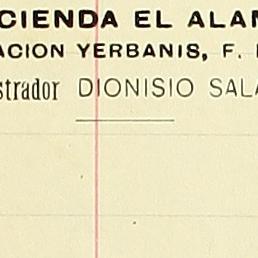 CIENDA EL ALAM
ACION YERBANIS, F.
strador DIONISIO SALA